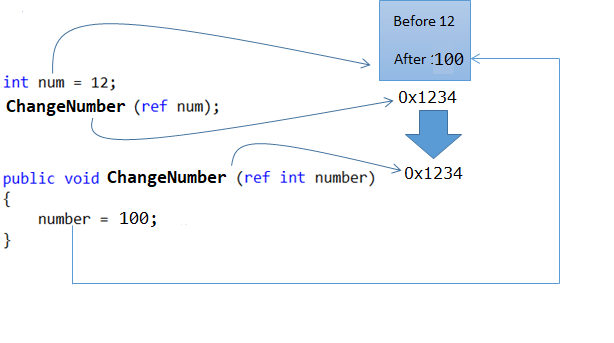 Before 12
After :100
int num = 12;
ChangeNumber (ref num);
0x1234
public void ChangeNumber (ref int number)
0x1234
{
number = 100;
}